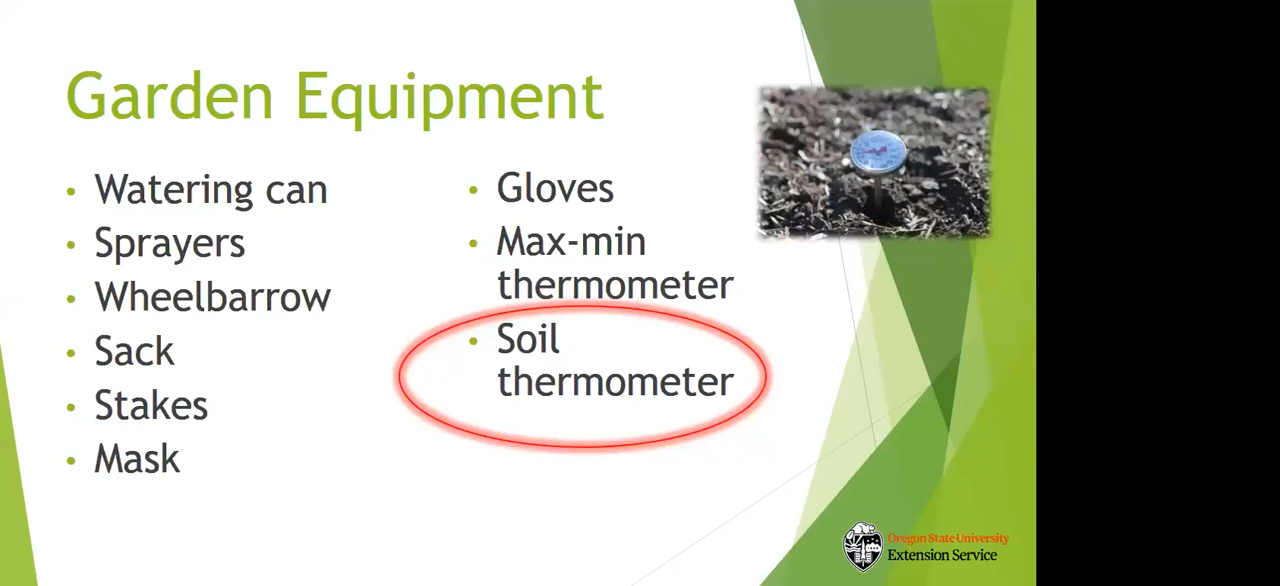 Garden Equipment
• Watering can
• Sprayers
• Wheelbarrow
• Sack
• Stakes
• Mask
• Gloves
• Max-min
thermometer
• Soil
thermometer
Oregon State University
Extension Service